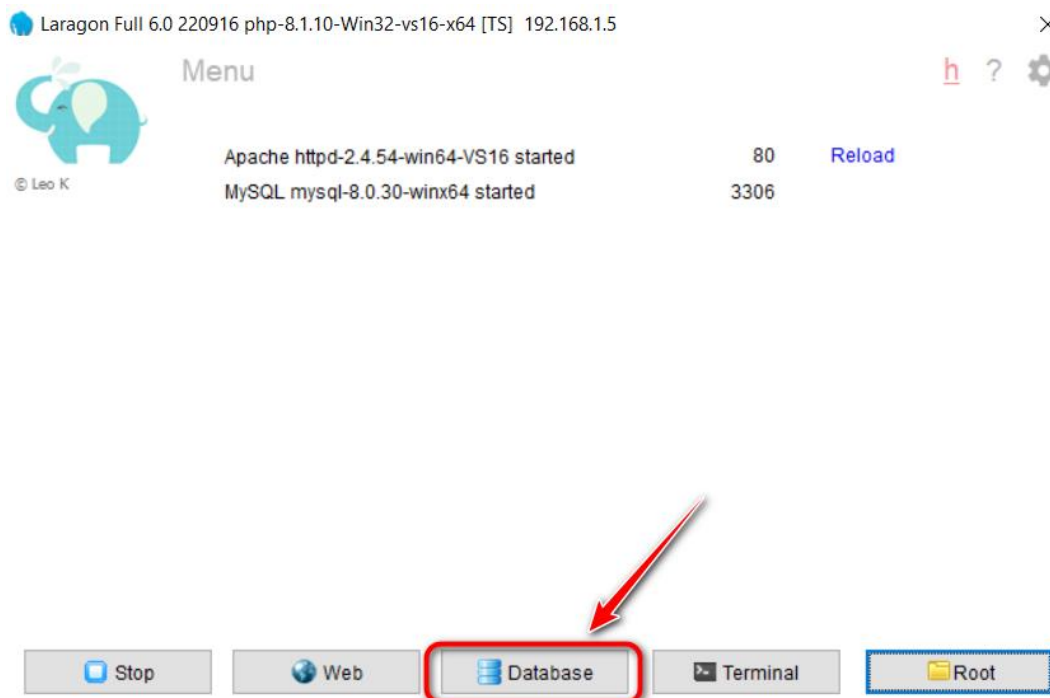 Laragon Full 6.0 220916 php-8.1.10-Win32-vs16-x64 [TS] 192.168.1.5
Menu
h ?
© Leo K
Apache httpd-2.4.54-win64-VS16 started 80 Reload
MySQL mysql-8.0.30-winx64 started 3306
Stop Web Database Terminal Root